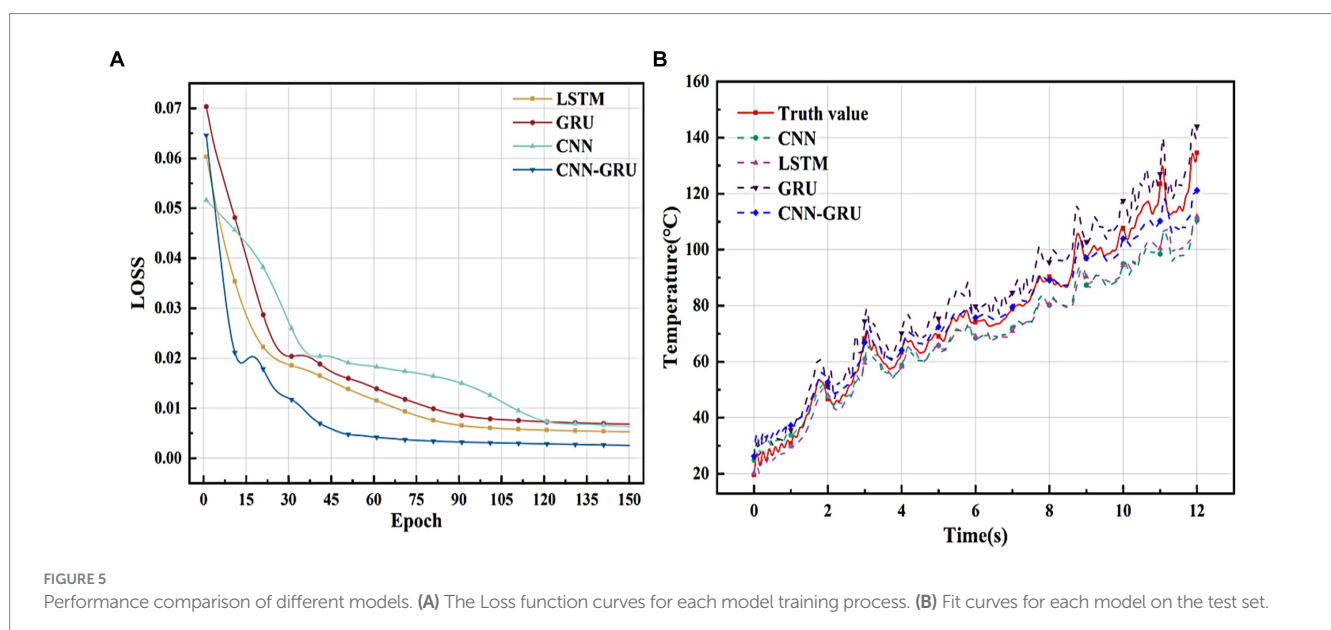 A
B
0.07
0.06
0.05
0.04
0.03
0.02
0.01
0.00
LOSS
LSTM
GRU
CNN
CNN-GRU
0 15 30 45 60 75 90 105 120 135 150
Epoch
160
140
120
100
80
60
40
20
Temperature(°C)
Truth value
CNN
LSTM
GRU
CNN-GRU
0 2 4 6 8 10 12
Time(s)
FIGURE 5
Performance comparison of different models. (A) The Loss function curves for each model training process. (B) Fit curves for each model on the test set.